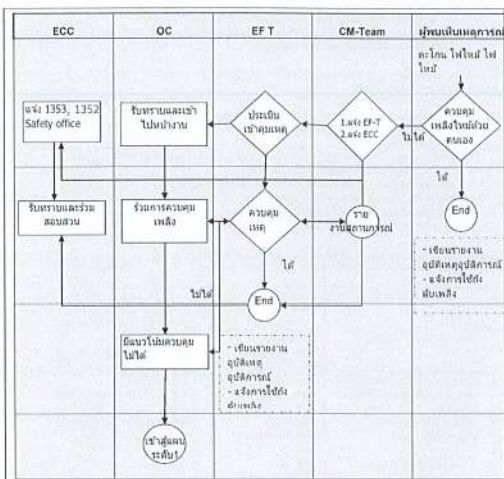 ECC
OC
EF T
CM-Team
ผู้พบเห็นเหตุการณ์
ตะโกน ไฟไหม้ ไฟ
ไหม้
แจ้ง 1353, 1352
Safety office
รับทราบและเข้า
ไปหน้างาน
ประเมิน
เข้าคุมเหตุ
1.แจ้ง EF-T
2.แจ้ง ECC
ไม่ได้
ควบคุม
เพลิงไหม้ด้วย
ตนเอง
ได้
รับทราบและร่วม
สอบสวน
ร่วมการควบคุม
เพลิง
ควบคุม
เหตุ
ราย
งานสถานการณ์
End
ได้
ไม่ได้
End
- เขียนรายงาน
อุบัติเหตุอุบัติการณ์
- แจ้งการใช้ถัง
ดับเพลิง
มีแนวโน้มควบคุม
ไม่ได้
- เขียนรายงาน
อุบัติเหตุ
อุบัติการณ์
- แจ้งการใช้ถัง
ดับเพลิง
เข้าสู่แผน
ระดับ1